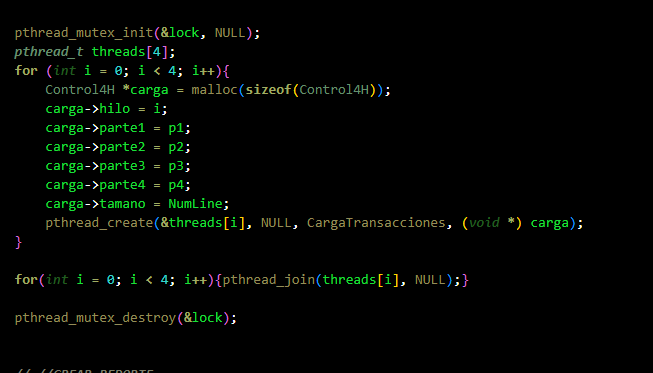 pthread_mutex_init(&lock, NULL);
pthread_t threads[4];
for (int i = 0; i < 4; i++){
    Control4H *carga = malloc(sizeof(Control4H));
    carga->hilo = i;
    carga->parte1 = p1;
    carga->parte2 = p2;
    carga->parte3 = p3;
    carga->parte4 = p4;
    carga->tamano = NumLine;
    pthread_create(&threads[i], NULL, CargaTransacciones, (void *) carga);
}
for(int i = 0; i < 4; i++){pthread_join(threads[i], NULL);}
pthread_mutex_destroy(&lock);